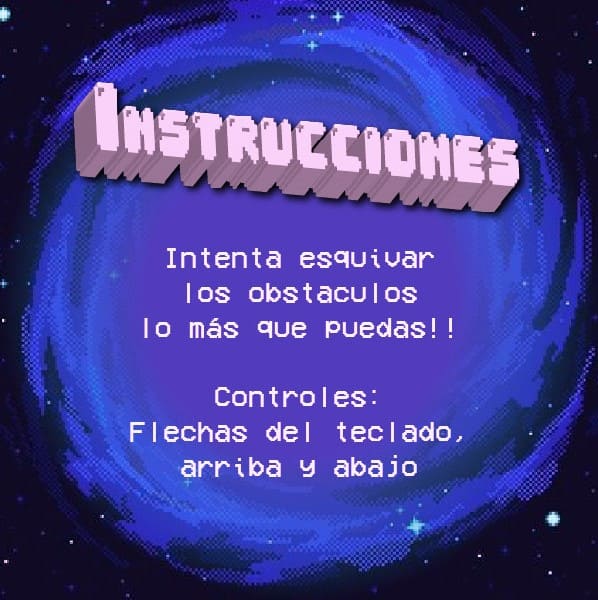 INSTRUCCIONES
Intenta esquivar
los obstaculos
lo más que puedas!!
Controles:
Flechas del teclado,
arriba y abajo